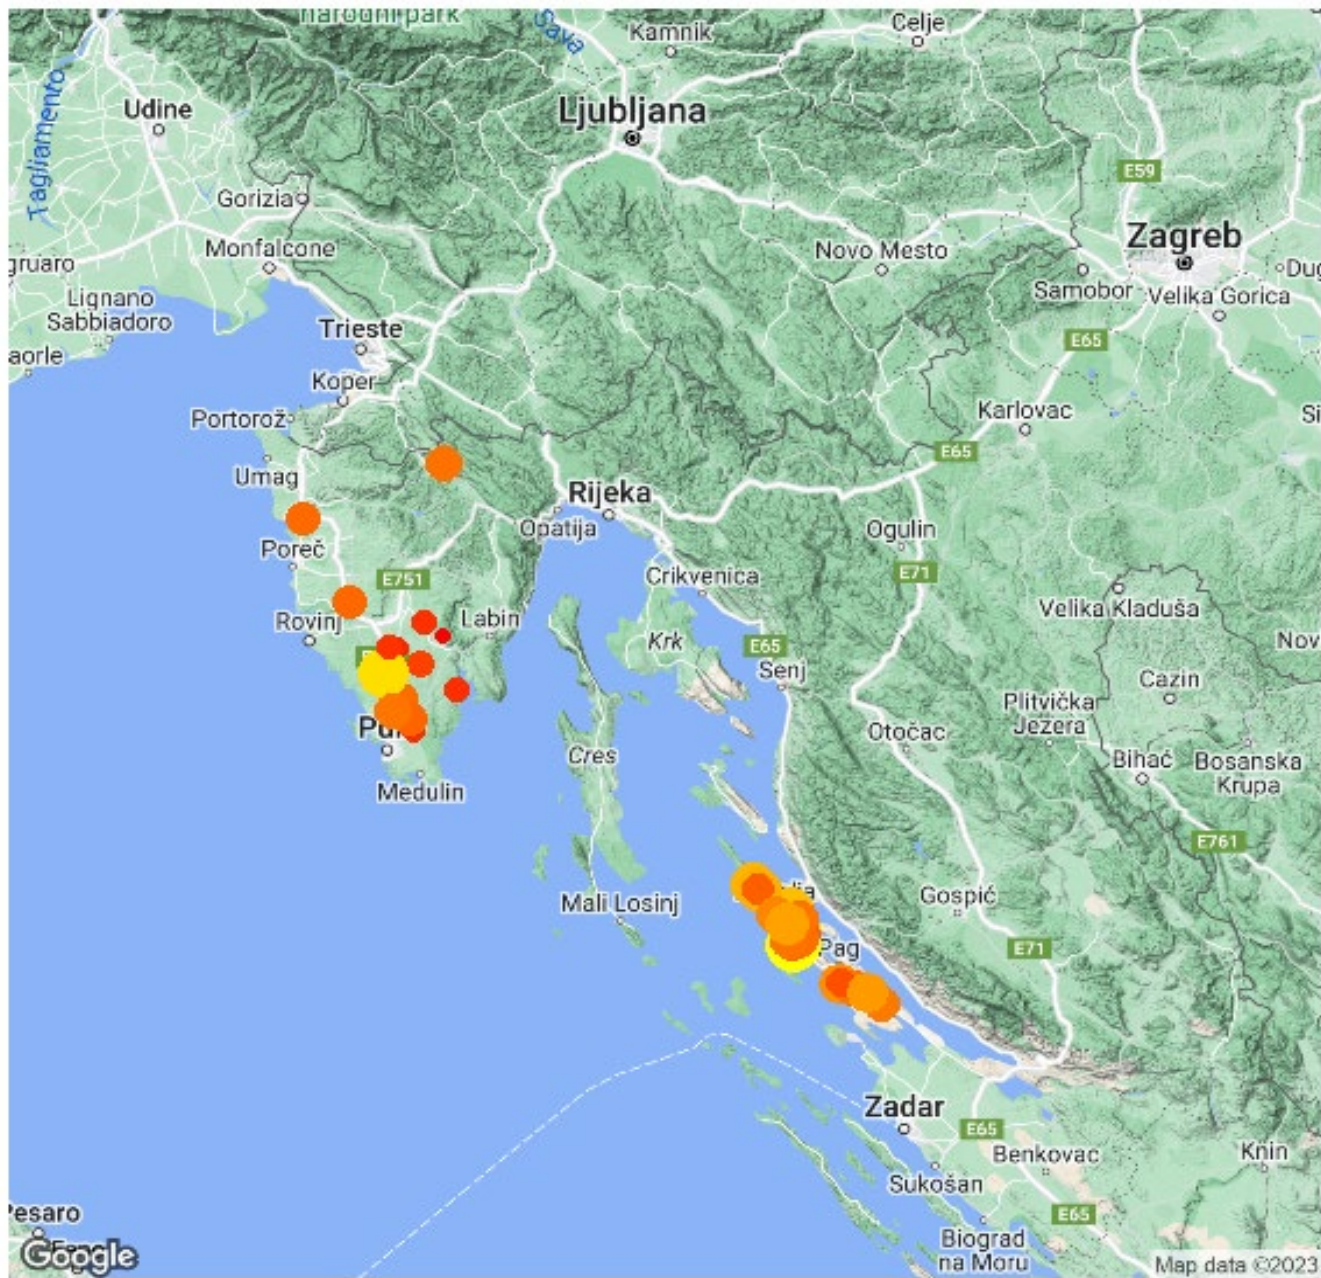 narodni park
Sava
Kamnik
Celje
Tagliamento
Udine
Ljubljana
E59
Gorizia
Monfalcone
Novo Mesto
Zagreb
gruaro
Lignano
Sabbiadoro
Trieste
Samobor
Velika Gorica
Dug
aorle
E65
Koper
Portorož
Karlovac
Si
Umag
E65
Rijeka
Opatija
Ogulin
Poreč
E751
E71
Crikvenica
Velika Kladuša
Rovinj
Labin
Krk
E65
Nov
Senj
Cazin
Plitvička
Jezera
Pu
Otočac
Cres
Bihać
Bosanska
Krupa
Medulin
E761
Mali Losinj
Gospić
Pag
E71
Zadar
E65
Benkovac
Knin
Sukošan
Pesaro
E65
Biograd
na Moru
Google
Map data ©2023